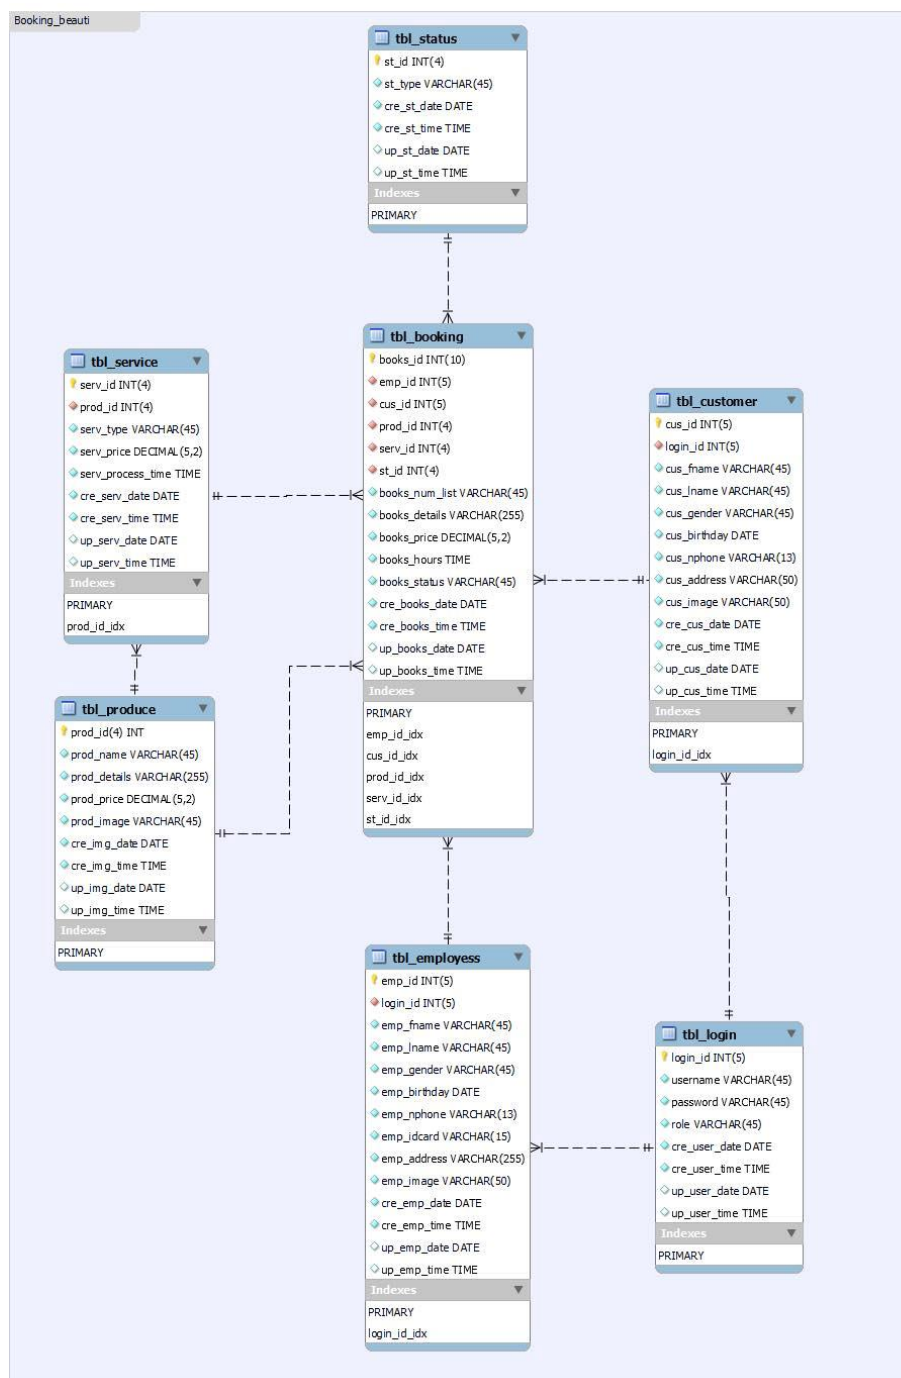 Booking_beauti
tbl_status
st_id INT(4)
st_type VARCHAR(45)
cre_st_date DATE
cre_st_time TIME
up_st_date DATE
up_st_time TIME
Indexes
PRIMARY
tbl_service
serv_id INT(4)
prod_id INT(4)
serv_type VARCHAR(45)
serv_price DECIMAL(5,2)
serv_process_time TIME
cre_serv_date DATE
cre_serv_time TIME
up_serv_date DATE
up_serv_time TIME
Indexes
PRIMARY
prod_id_idx
tbl_booking
books_id INT(10)
emp_id INT(5)
cus_id INT(5)
prod_id INT(4)
serv_id INT(4)
st_id INT(4)
books_num_list VARCHAR(45)
books_details VARCHAR(255)
books_price DECIMAL(5,2)
books_hours TIME
books_status VARCHAR(45)
cre_books_date DATE
cre_books_time TIME
up_books_date DATE
up_books_time TIME
Indexes
PRIMARY
emp_id_idx
cus_id_idx
prod_id_idx
serv_id_idx
st_id_idx
tbl_customer
cus_id INT(5)
login_id INT(5)
cus_fname VARCHAR(45)
cus_lname VARCHAR(45)
cus_gender VARCHAR(45)
cus_birthday DATE
cus_nphone VARCHAR(13)
cus_address VARCHAR(50)
cus_image VARCHAR(50)
cre_cus_date DATE
cre_cus_time TIME
up_cus_date DATE
up_cus_time TIME
Indexes
PRIMARY
login_id_idx
tbl_produce
prod_id(4) INT
prod_name VARCHAR(45)
prod_details VARCHAR(255)
prod_price DECIMAL(5,2)
prod_image VARCHAR(45)
cre_img_date DATE
cre_img_time TIME
up_img_date DATE
up_img_time TIME
Indexes
PRIMARY
tbl_employess
emp_id INT(5)
login_id INT(5)
emp_fname VARCHAR(45)
emp_lname VARCHAR(45)
emp_gender VARCHAR(45)
emp_birthday DATE
emp_nphone VARCHAR(13)
emp_idcard VARCHAR(15)
emp_address VARCHAR(255)
emp_image VARCHAR(50)
cre_emp_date DATE
cre_emp_time TIME
up_emp_date DATE
up_emp_time TIME
Indexes
PRIMARY
login_id_idx
tbl_login
login_id INT(5)
username VARCHAR(45)
password VARCHAR(45)
role VARCHAR(45)
cre_user_date DATE
cre_user_time TIME
up_user_date DATE
up_user_time TIME
Indexes
PRIMARY